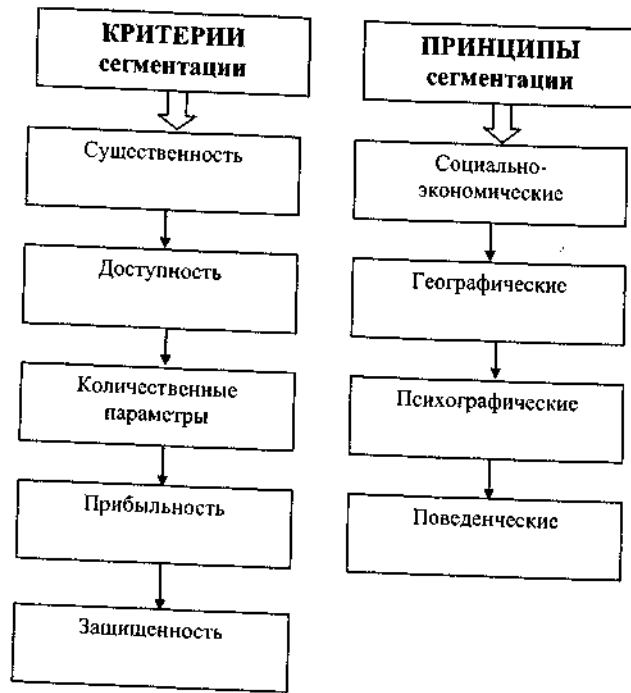 КРИТЕРИИ
сегментации
Существенность
Доступность
Количественные
параметры
Прибыльность
Защищенность
ПРИНЦИПЫ
сегментации
Социально-
экономические
Географические
Психографические
Поведенческие